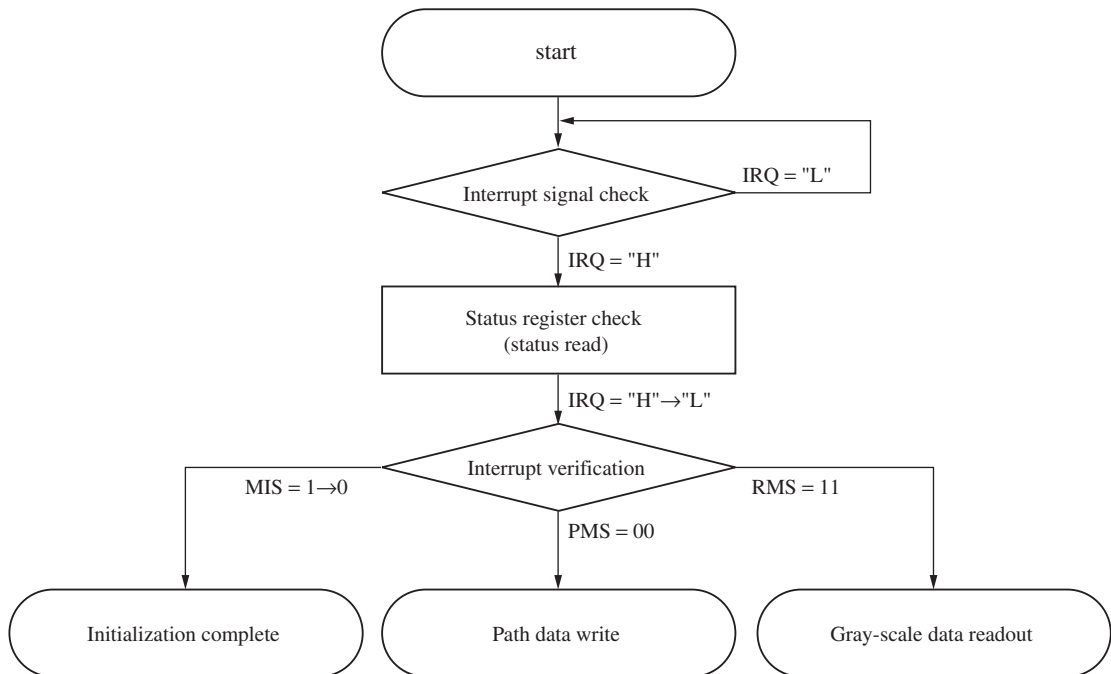 start
Interrupt signal check
IRQ = "L"
IRQ = "H"
Status register check
(status read)
IRQ = "H"→"L"
Interrupt verification
MIS = 1→0
RMS = 11
PMS = 00
Initialization complete
Path data write
Gray-scale data readout